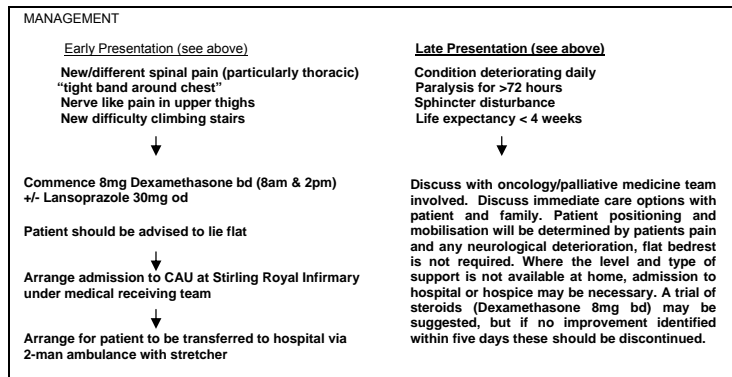 MANAGEMENT
Early Presentation (see above)
New/different spinal pain (particularly thoracic)
“tight band around chest”
Nerve like pain in upper thighs
New difficulty climbing stairs
Commence 8mg Dexamethasone bd (8am & 2pm)
+/- Lansoprazole 30mg od
Patient should be advised to lie flat
Arrange admission to CAU at Stirling Royal Infirmary
under medical receiving team
Arrange for patient to be transferred to hospital via
2-man ambulance with stretcher
Late Presentation (see above)
Condition deteriorating daily
Paralysis for >72 hours
Sphincter disturbance
Life expectancy < 4 weeks
Discuss with oncology/palliative medicine team
involved. Discuss immediate care options with
patient and family. Patient positioning and
mobilisation will be determined by patients pain
and any neurological deterioration, flat bedrest
is not required. Where the level and type of
support is not available at home, admission to
hospital or hospice may be necessary. A trial of
steroids (Dexamethasone 8mg bd) may be
suggested, but if no improvement identified
within five days these should be discontinued.